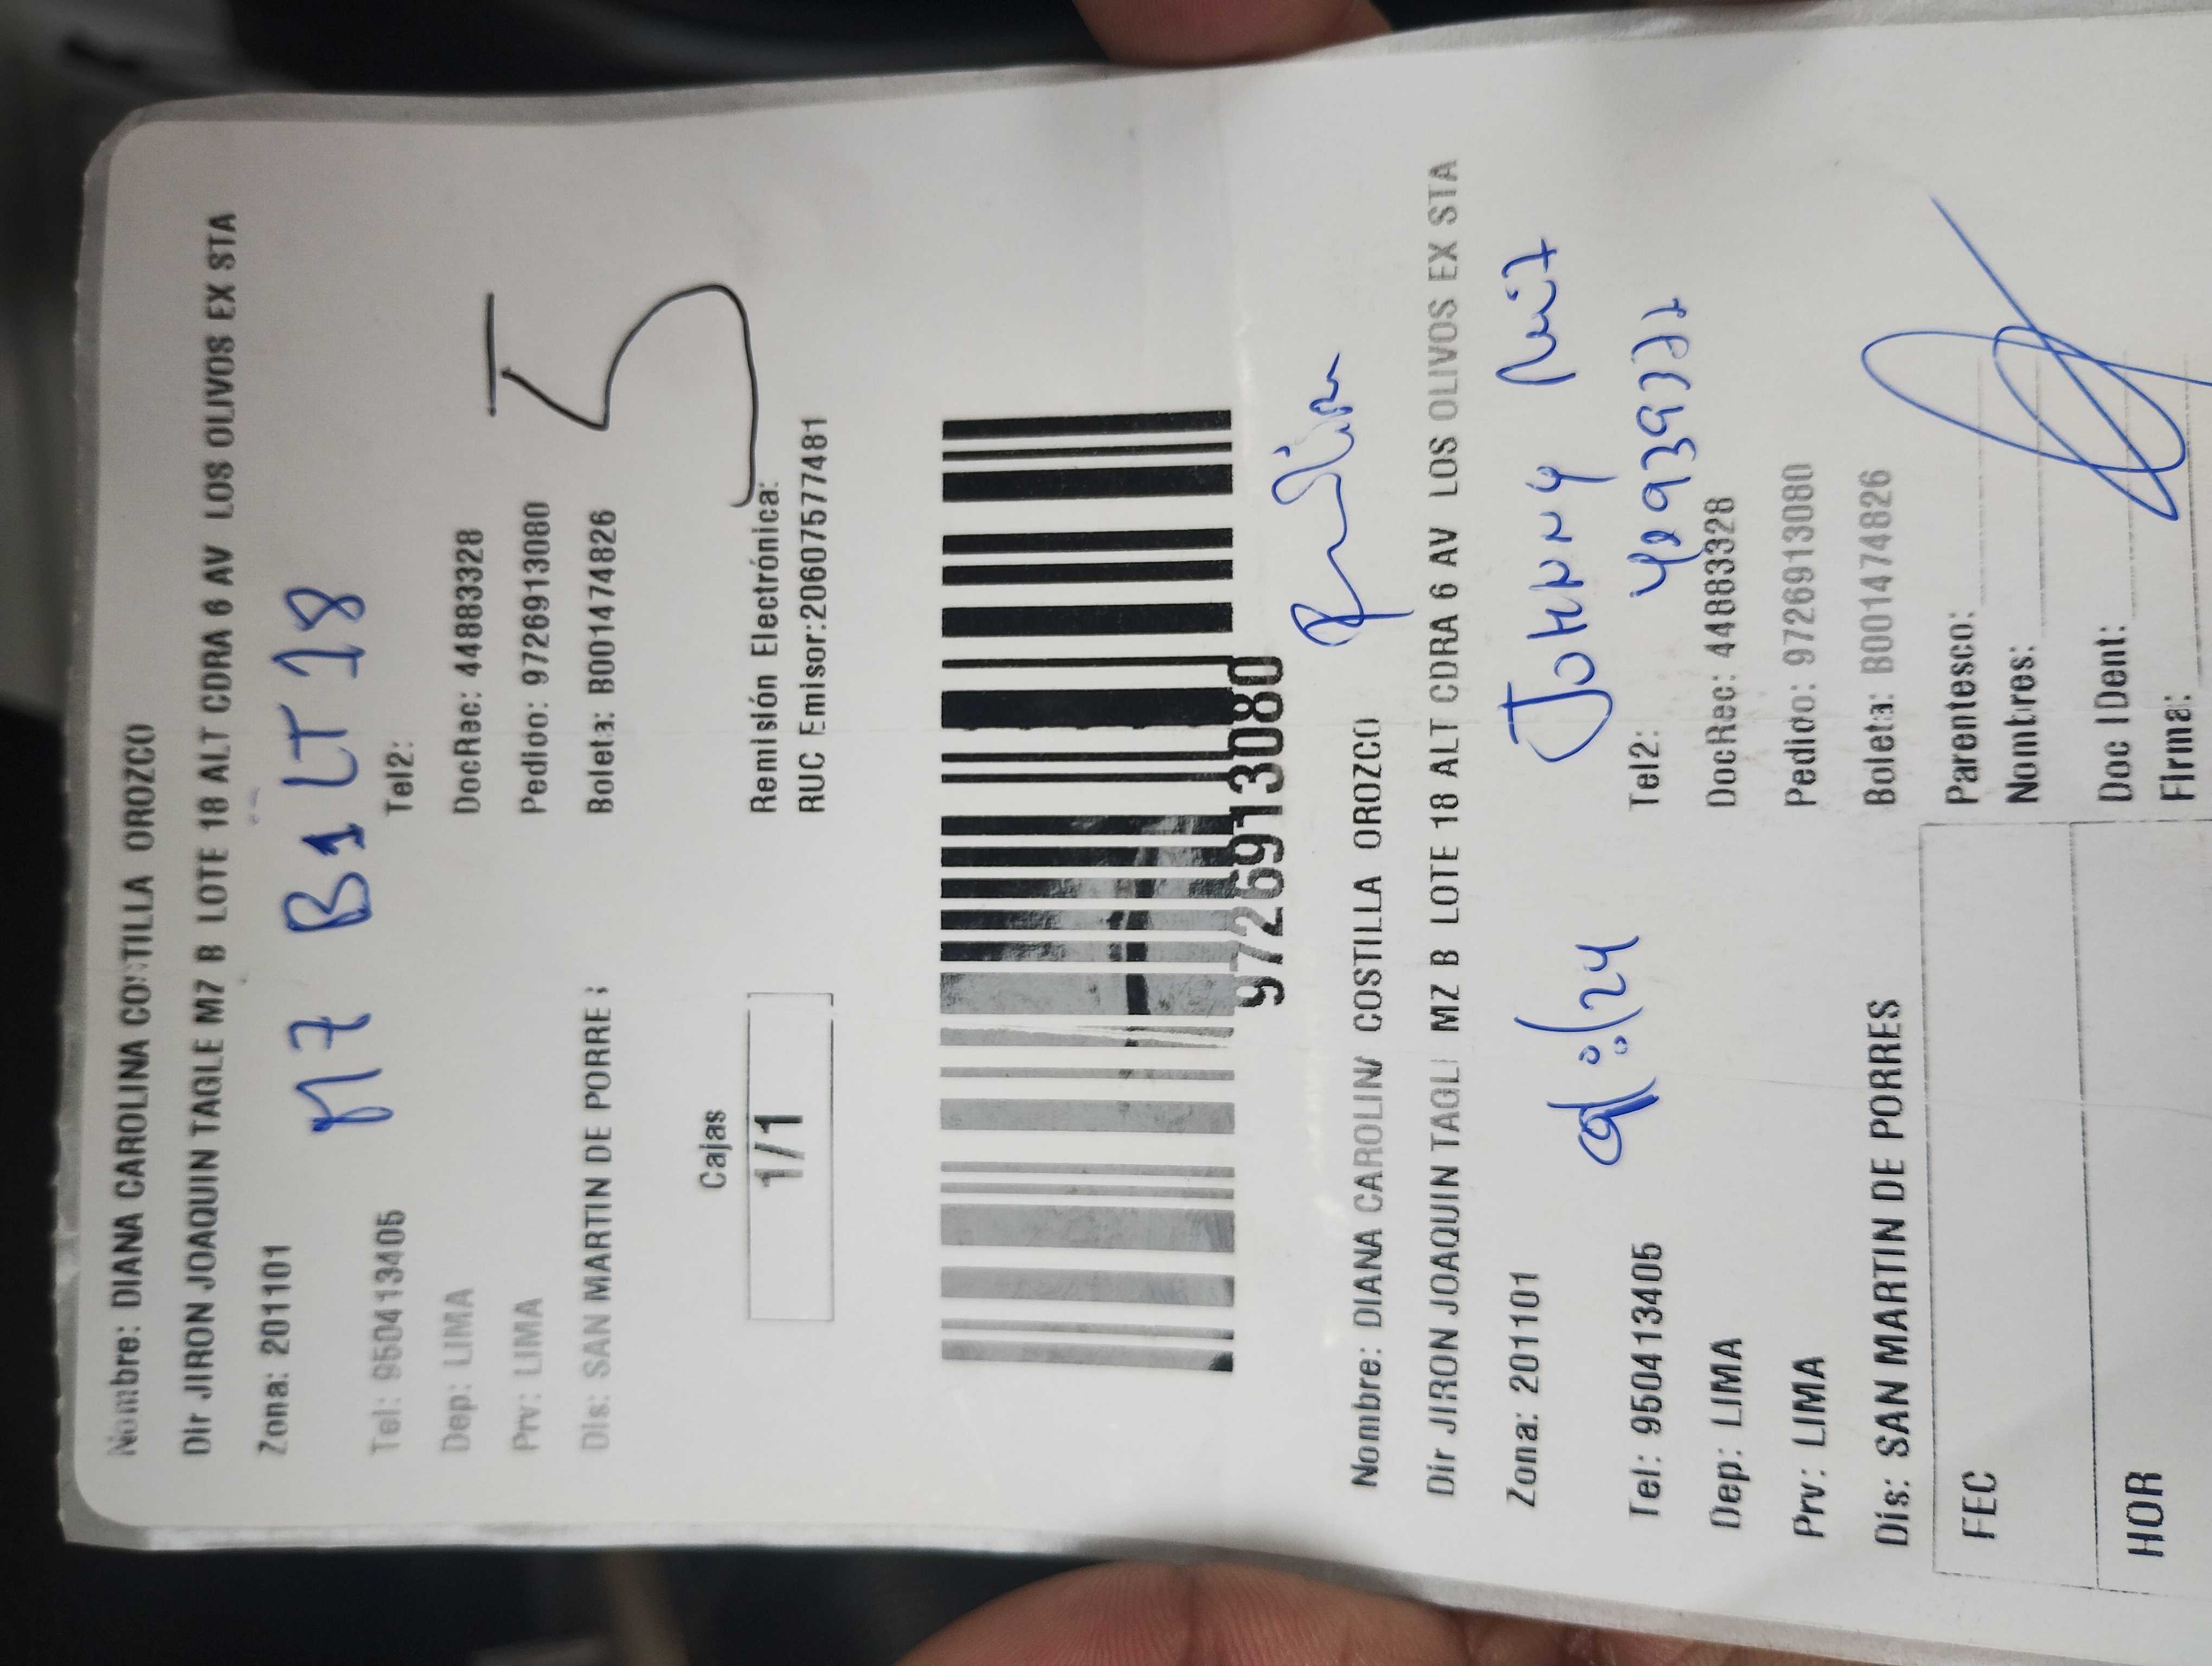 Nombre: DIANA CAROLINA COSTILLA OROZCO
Dir JIRON JOAQUIN TAGLE MZ B LOTE 18 ALT CDRA 6 AV LOS OLIVOS EX STA
Zona: 201101
MZ B1 LT 18
Tel: 950413405 Tel2:
Dep: LIMA DocRec: 44883328
Prv: LIMA Pedido: 9726913080
Dis: SAN MARTIN DE PORRES Boleta: B001474826
5
Cajas
1/1
Remisión Electrónica:
RUC Emisor:20607577481
9726913080
Nombre: DIANA CAROLINA COSTILLA OROZCO
Dir JIRON JOAQUIN TAGLE MZ B LOTE 18 ALT CDRA 6 AV LOS OLIVOS EX STA
Zona: 201101
JOHNNY
Tel: 950413405 Tel2:
Dep: LIMA DocRec: 44883328
Prv: LIMA Pedido: 9726913080
Dis: SAN MARTIN DE PORRES Boleta: B001474826
FEC
Parentesco:
Nombres:
HOR
Doc IDent:
Firma: